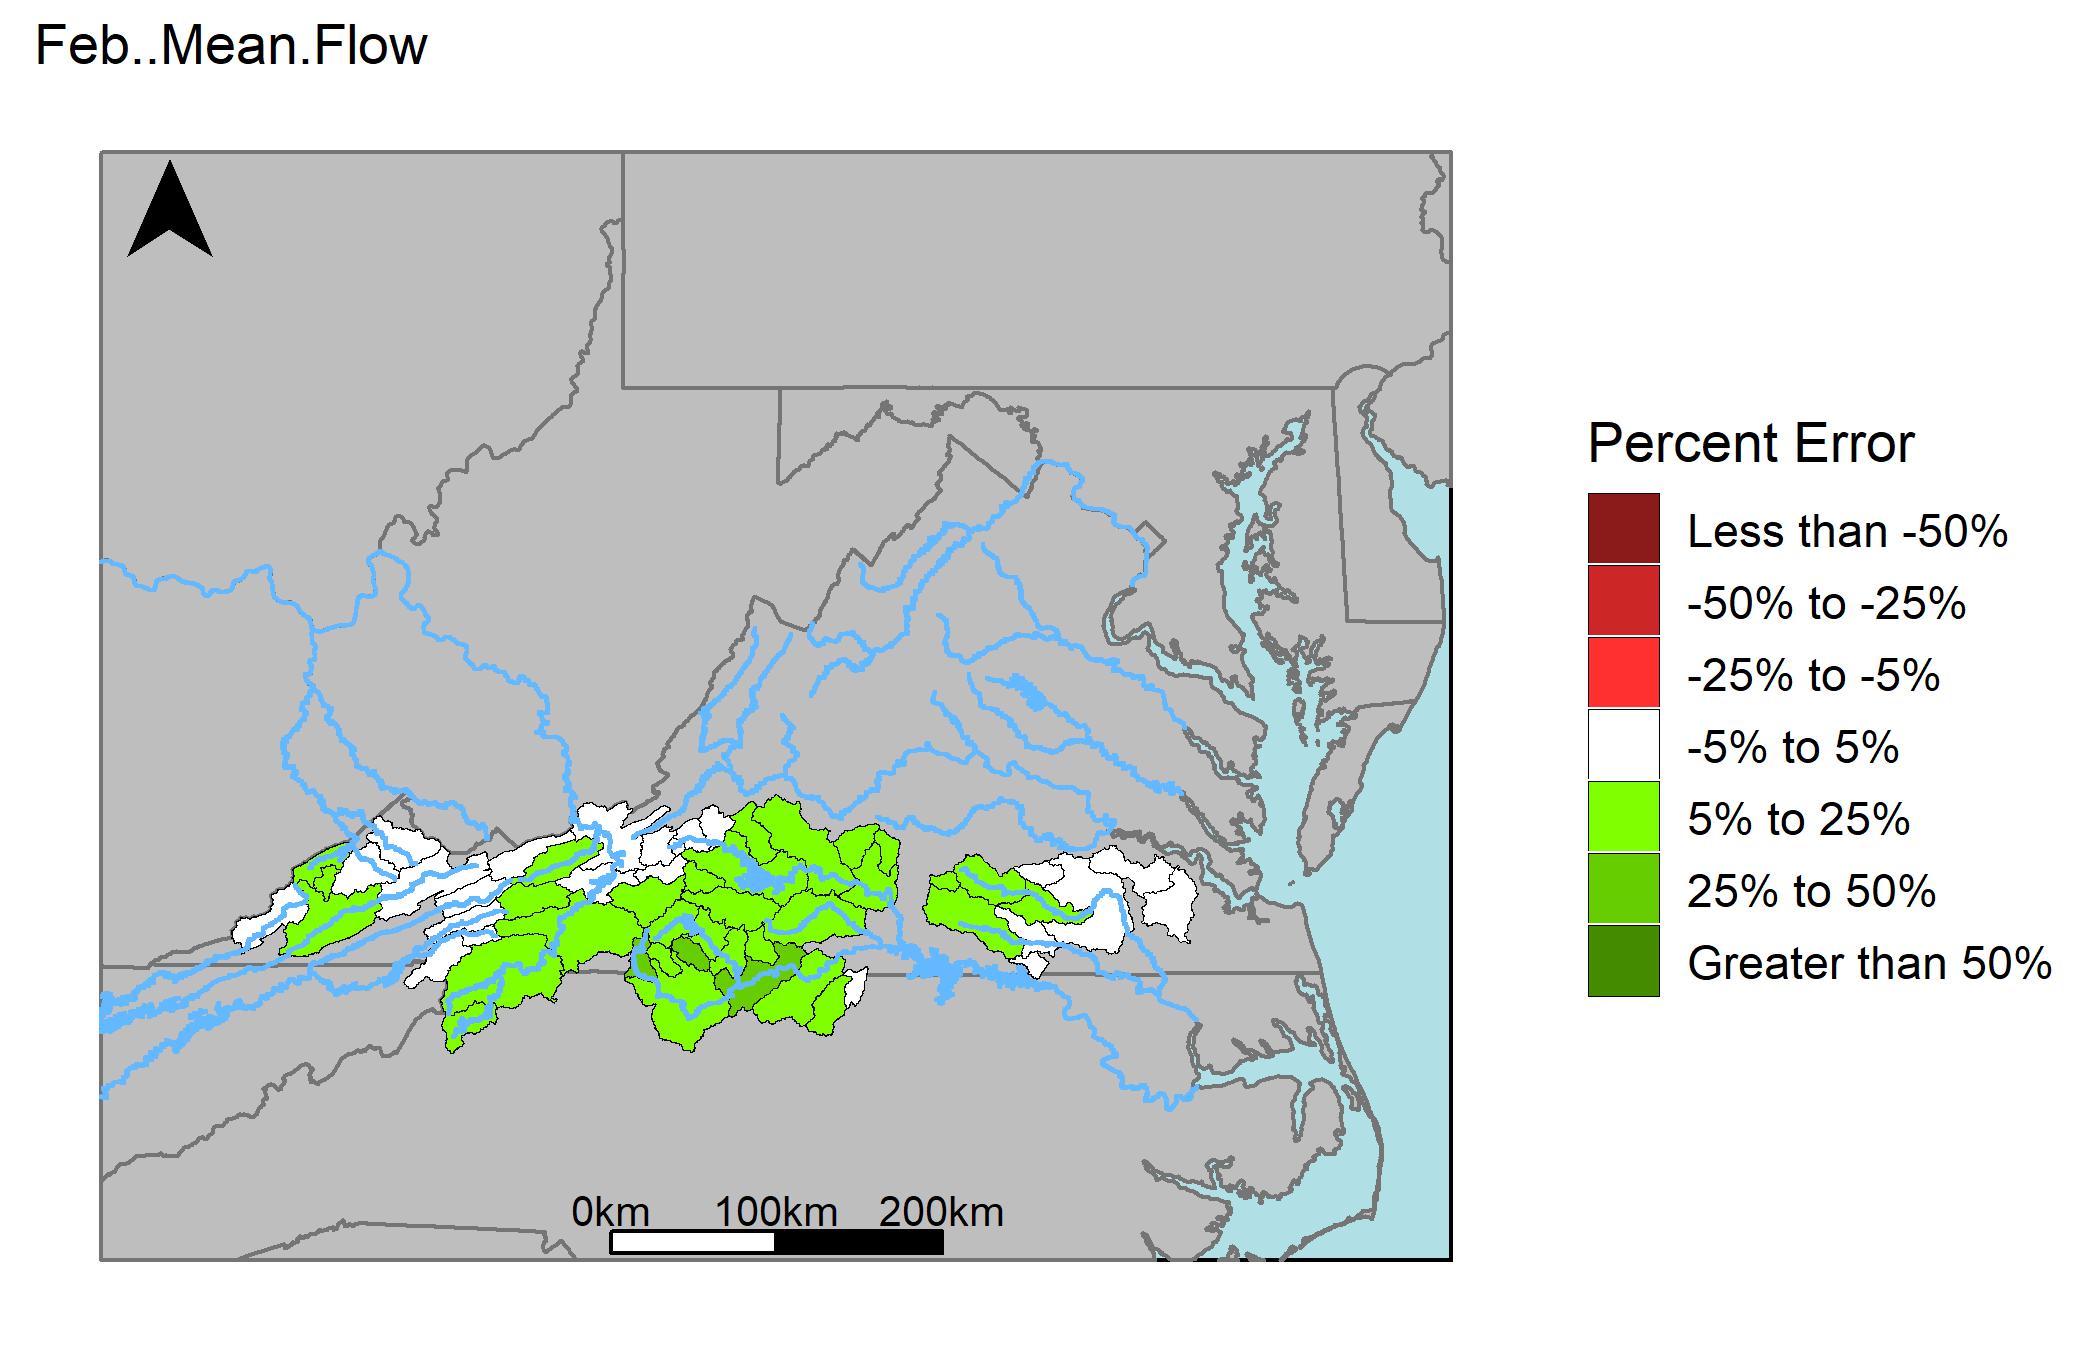 Feb..Mean.Flow
Percent Error
Less than -50%
-50% to -25%
-25% to -5%
-5% to 5%
5% to 25%
25% to 50%
Greater than 50%
0km 100km 200km